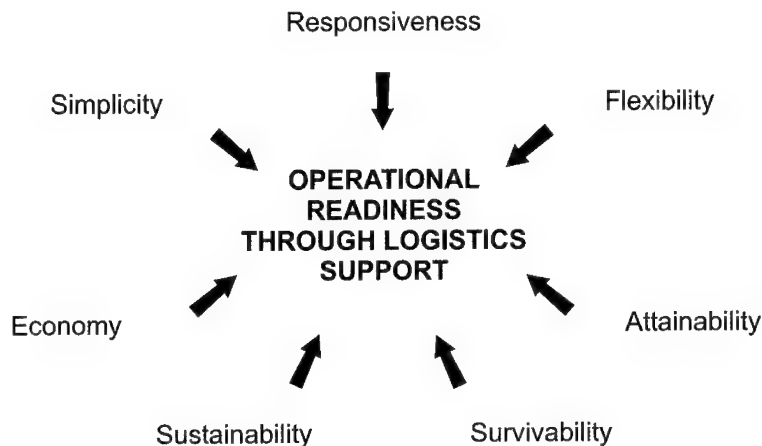 Responsiveness
Simplicity
Flexibility
OPERATIONAL
READINESS
THROUGH LOGISTICS
SUPPORT
Economy
Attainability
Sustainability
Survivability